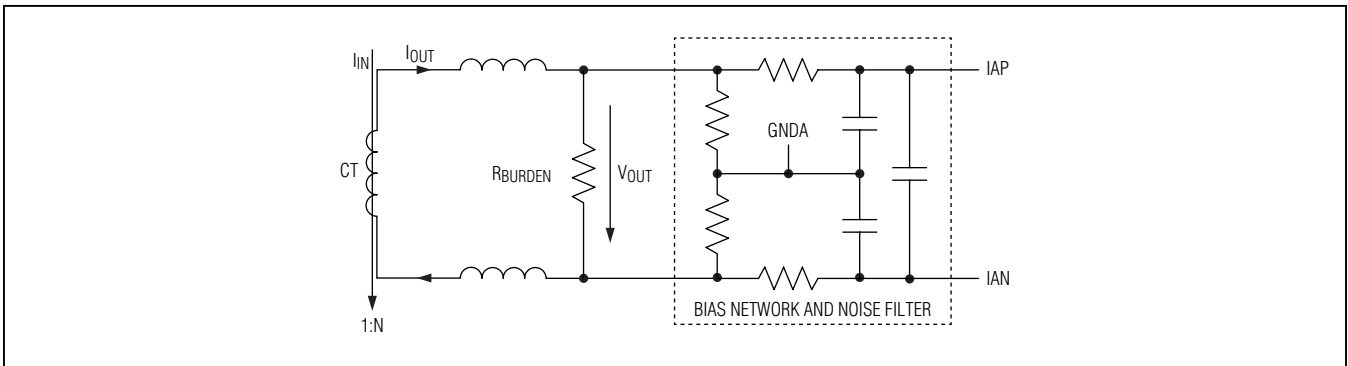 IIN
IOUT
IAP
GNDA
CT
RBURDEN
VOUT
IAN
BIAS NETWORK AND NOISE FILTER
1:N